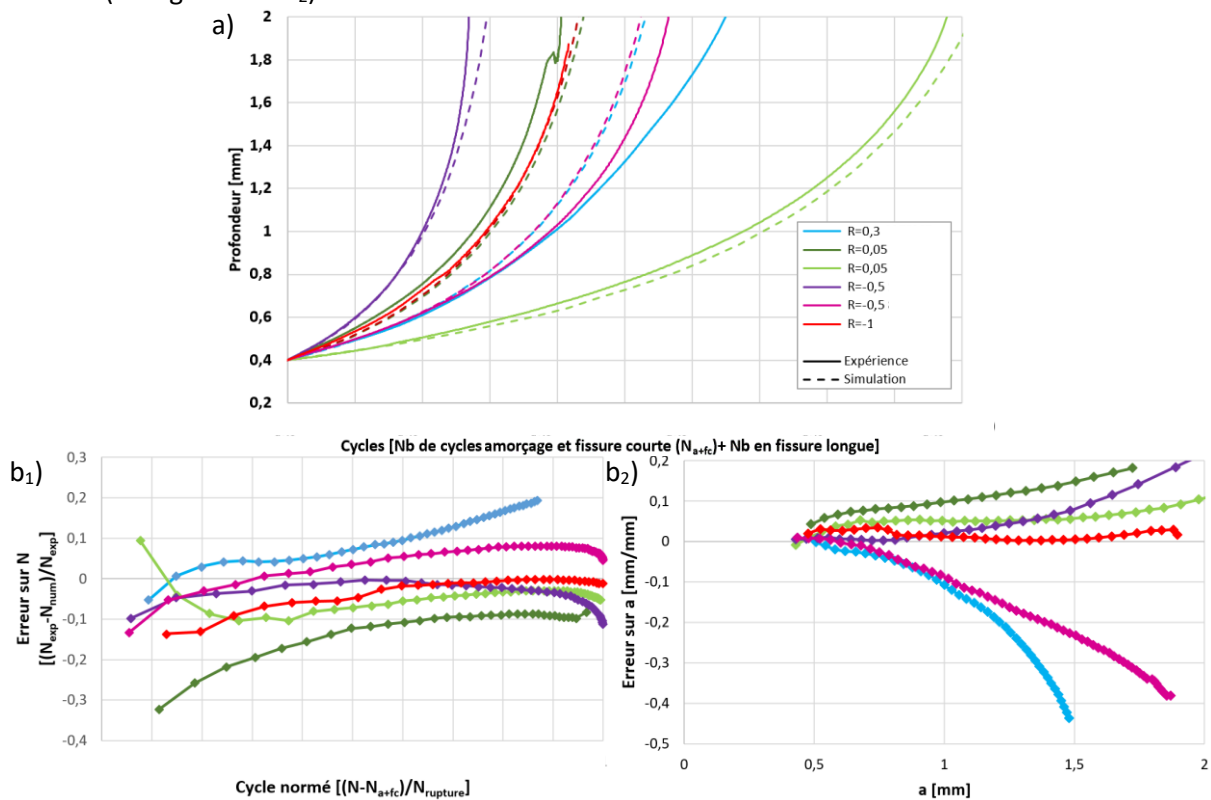 a)
2
1,8
1,6
1,4
1,2
1
0,8
0,6
0,4
0,2
Profondeur [mm]
R=0,3
R=0,05
R=0,05
R=-0,5
R=-0,5
R=-1
Expérience
Simulation
Cycles [Nb de cycles amorçage et fissure courte (Na+fc)+ Nb en fissure longue]
b1)
0,3
0,2
0,1
0
-0,1
-0,2
-0,3
-0,4
Erreur sur N
[(Nexp-Nnum)/Nexp]
Cycle normé [(N-Na+fc)/Nrupture]
b2)
0,2
0,1
0
-0,1
-0,2
-0,3
-0,4
-0,5
Erreur sur a [mm/mm]
0
0,5
1
1,5
2
a [mm]